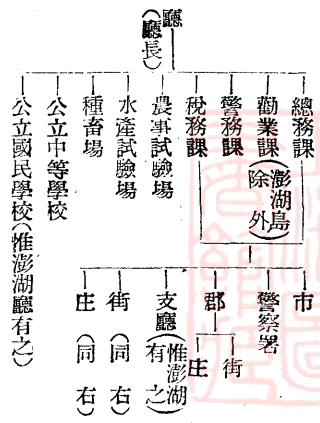 廳
(廳長)
總務課
勸業課(澎湖島除外)
警務課
稅務課
農事試驗場
水產試驗場
種畜場
公立中等學校
公立國民學校(惟澎湖廳有之)
市
警察署
郡
街
庄
支廳(惟澎湖有之)
街(同右)
庄(同右)